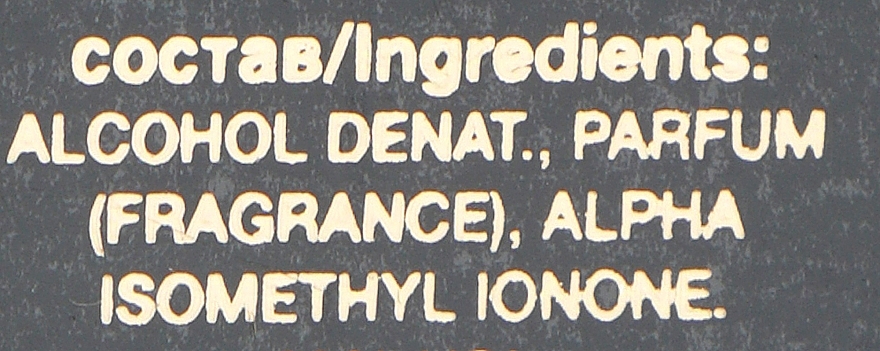 состав/Ingredients:
ALCOHOL DENAT., PARFUM
(FRAGRANCE), ALPHA
ISOMETHYL IONONE.